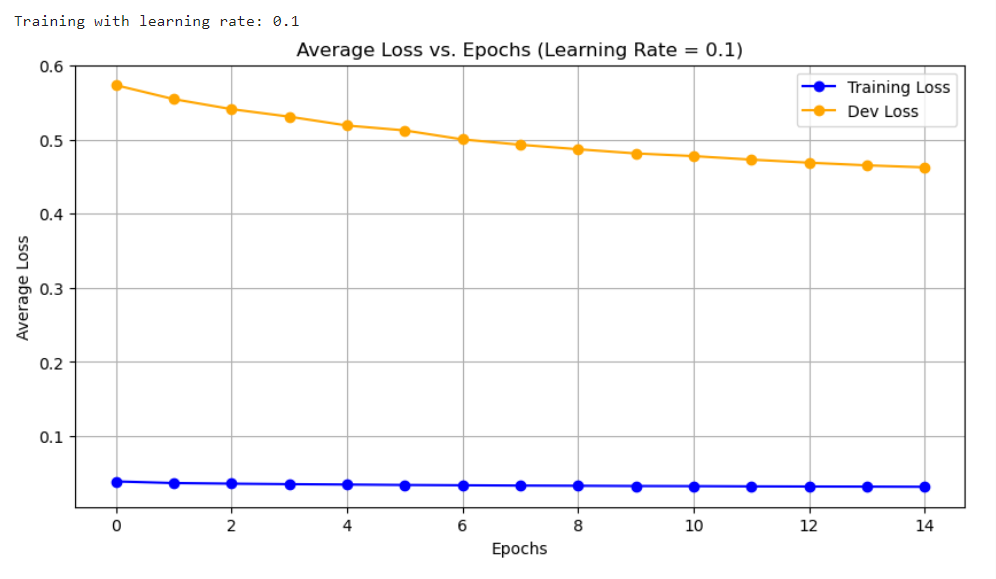 Training with learning rate: 0.1
Average Loss vs. Epochs (Learning Rate = 0.1)
Training Loss
Dev Loss
Average Loss
0.6
0.5
0.4
0.3
0.2
0.1
0 2 4 6 8 10 12 14
Epochs